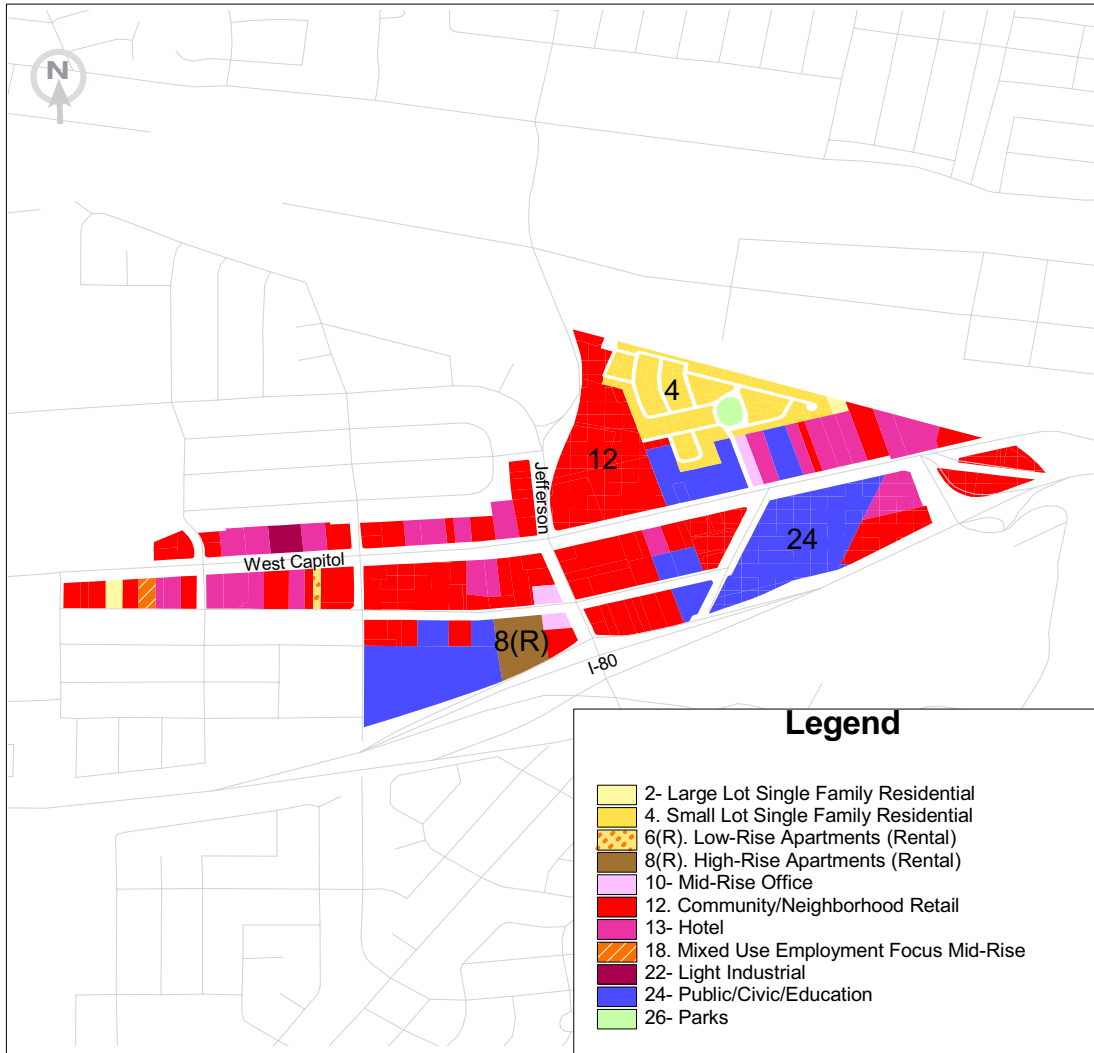 N
4
12
Jefferson
24
West Capitol
8(R)
I-80
Legend
2- Large Lot Single Family Residential
4. Small Lot Single Family Residential
6(R). Low-Rise Apartments (Rental)
8(R). High-Rise Apartments (Rental)
10- Mid-Rise Office
12. Community/Neighborhood Retail
13- Hotel
18. Mixed Use Employment Focus Mid-Rise
22- Light Industrial
24- Public/Civic/Education
26- Parks